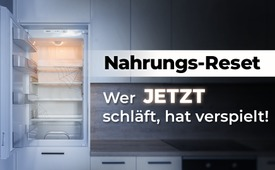 Nahrungs-Reset
Wer JETZT
schläft, hat verspielt!